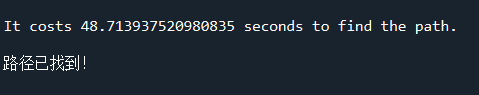 It costs 48.713937520980835 seconds to find the path.
路径已找到!